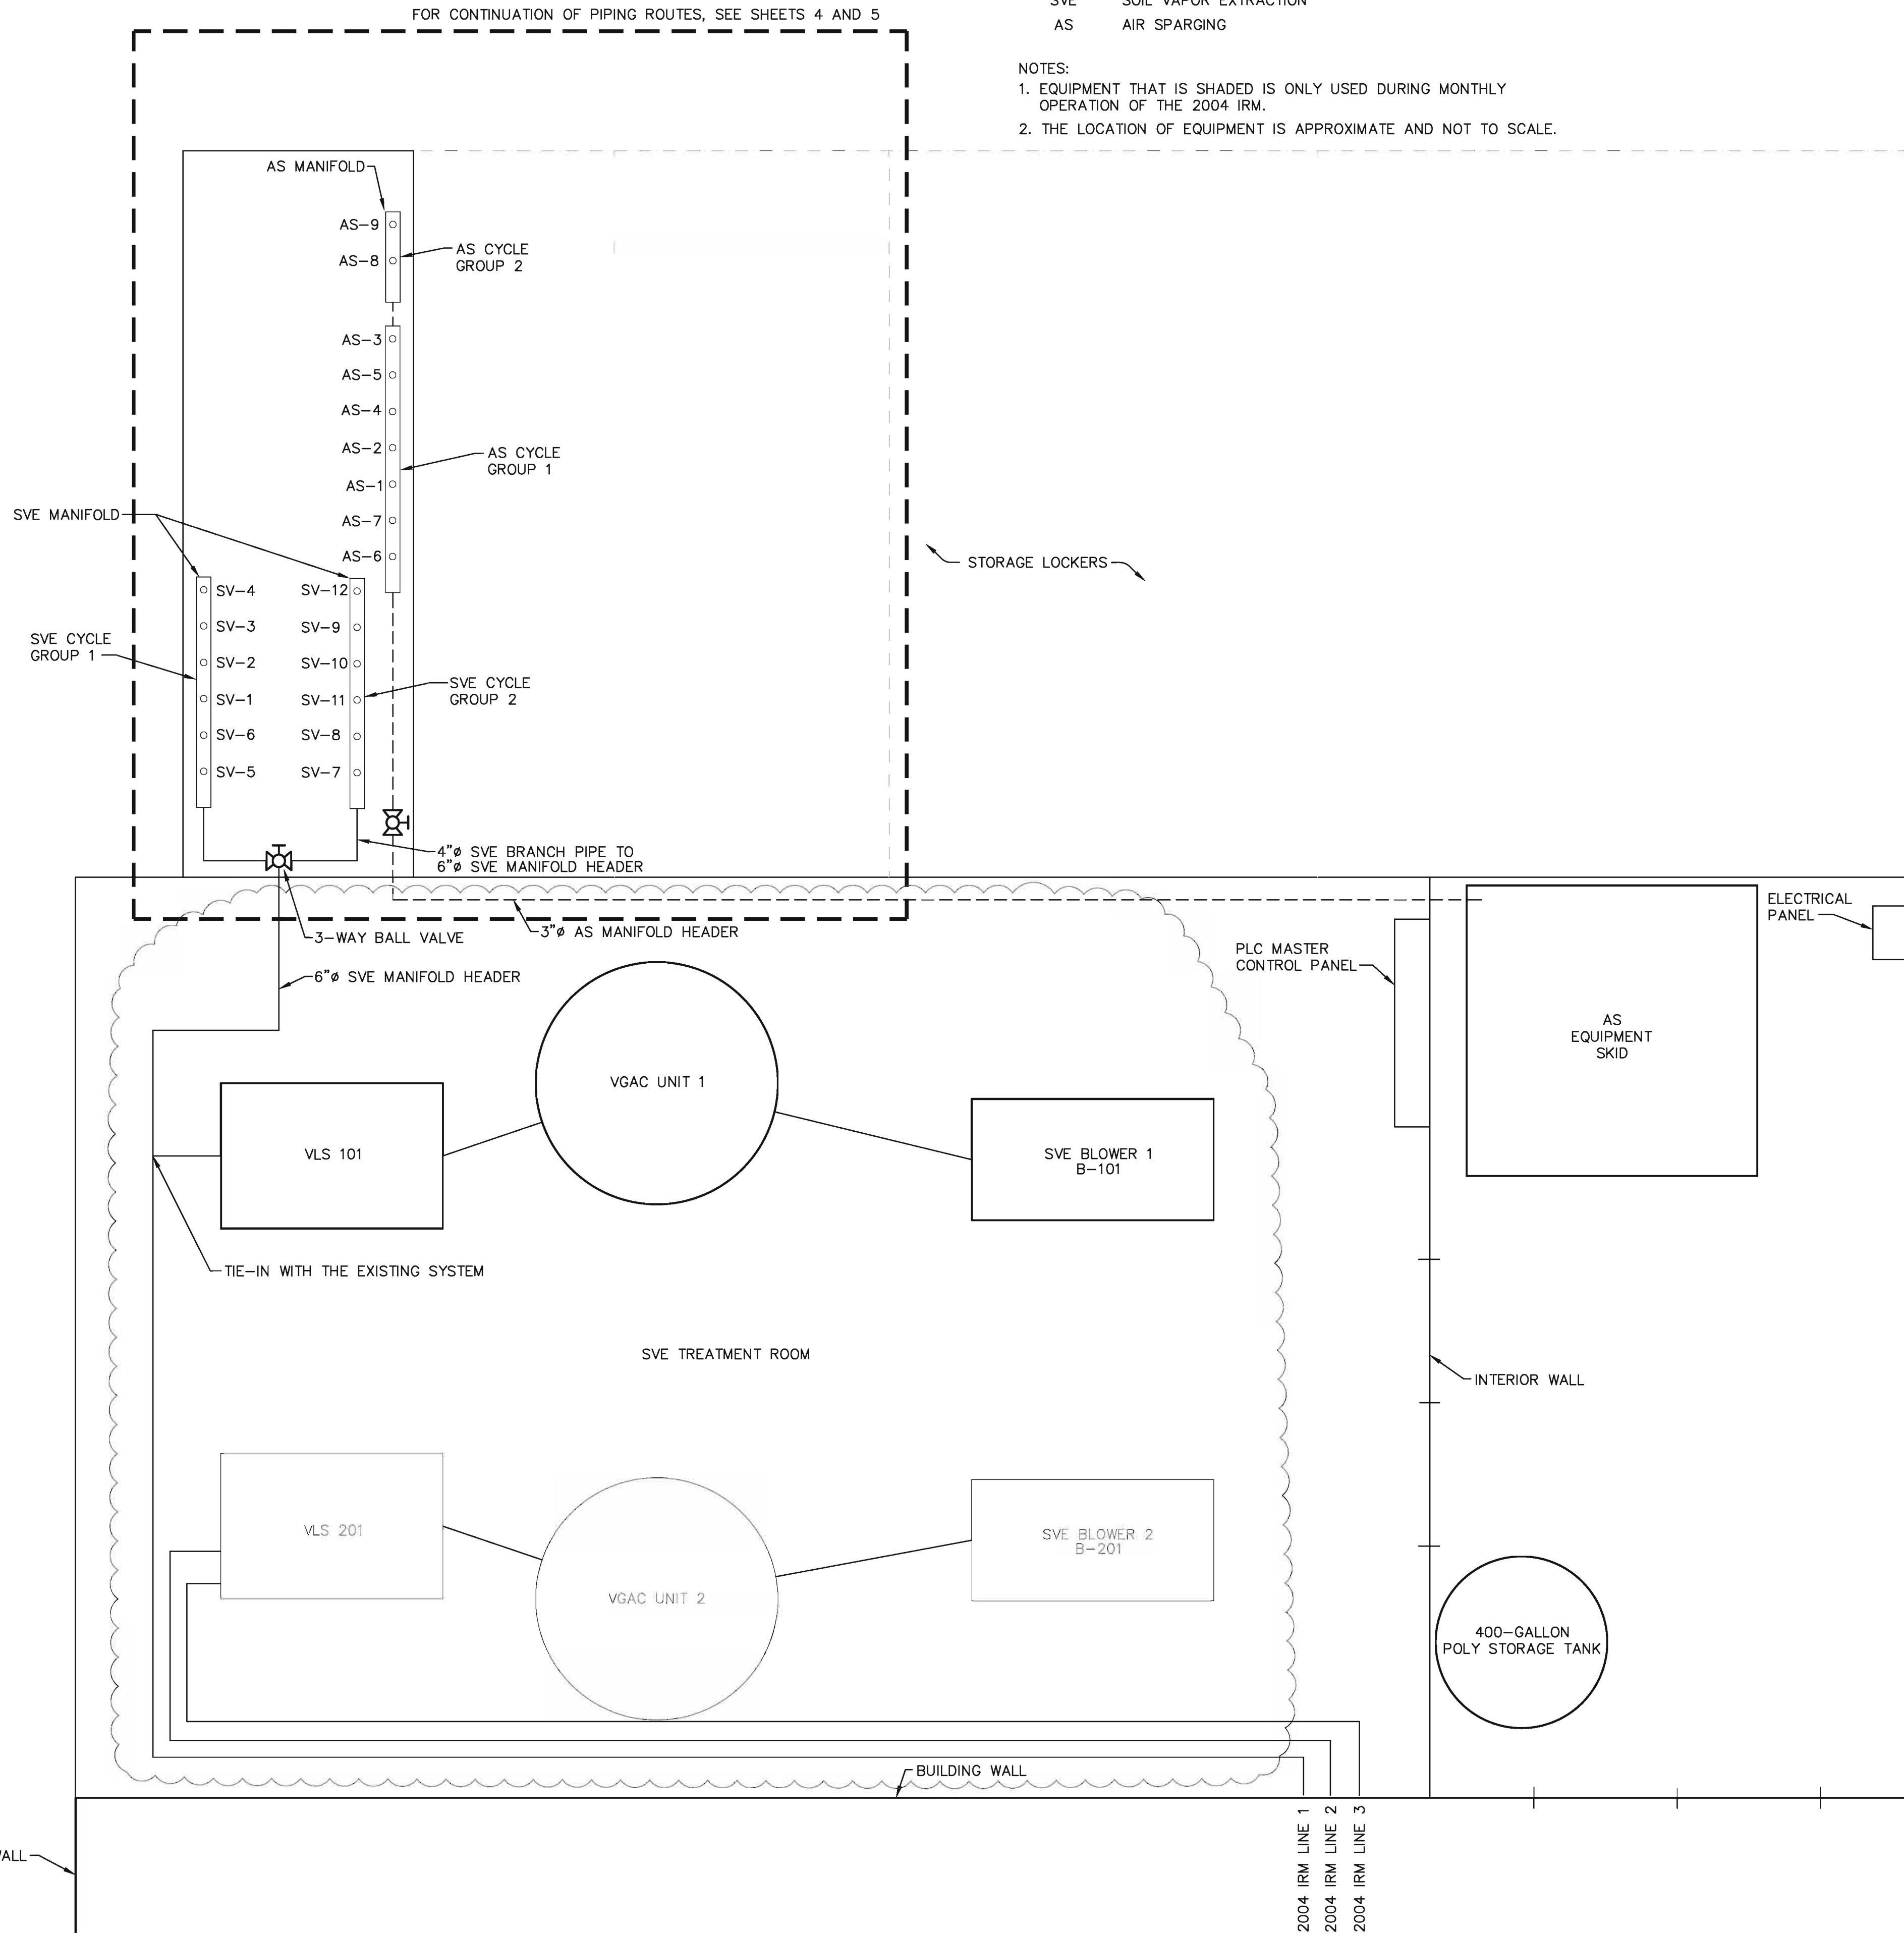 FOR CONTINUATION OF PIPING ROUTES, SEE SHEETS 4 AND 5
SVE SOIL VAPOR EXTRACTION
AS AIR SPARGING
NOTES:
1. EQUIPMENT THAT IS SHADED IS ONLY USED DURING MONTHLY
OPERATION OF THE 2004 IRM.
2. THE LOCATION OF EQUIPMENT IS APPROXIMATE AND NOT TO SCALE.
AS MANIFOLD
AS-9
AS-8
AS CYCLE
GROUP 2
AS-3
AS-5
AS-4
AS-2
AS-1
AS-7
AS-6
AS CYCLE
GROUP 1
SVE MANIFOLD
STORAGE LOCKERS
SV-4
SV-3
SV-2
SV-1
SV-6
SV-5
SVE CYCLE
GROUP 1
SV-12
SV-9
SV-10
SV-11
SV-8
SV-7
SVE CYCLE
GROUP 2
4"ø SVE BRANCH PIPE TO
6"ø SVE MANIFOLD HEADER
3-WAY BALL VALVE
3"ø AS MANIFOLD HEADER
6"ø SVE MANIFOLD HEADER
PLC MASTER
CONTROL PANEL
ELECTRICAL
PANEL
AS
EQUIPMENT
SKID
VLS 101
VGAC UNIT 1
SVE BLOWER 1
B-101
TIE-IN WITH THE EXISTING SYSTEM
SVE TREATMENT ROOM
INTERIOR WALL
VLS 201
VGAC UNIT 2
SVE BLOWER 2
B-201
400-GALLON
POLY STORAGE TANK
BUILDING WALL
WALL
2004 IRM LINE 1
2004 IRM LINE 2
2004 IRM LINE 3